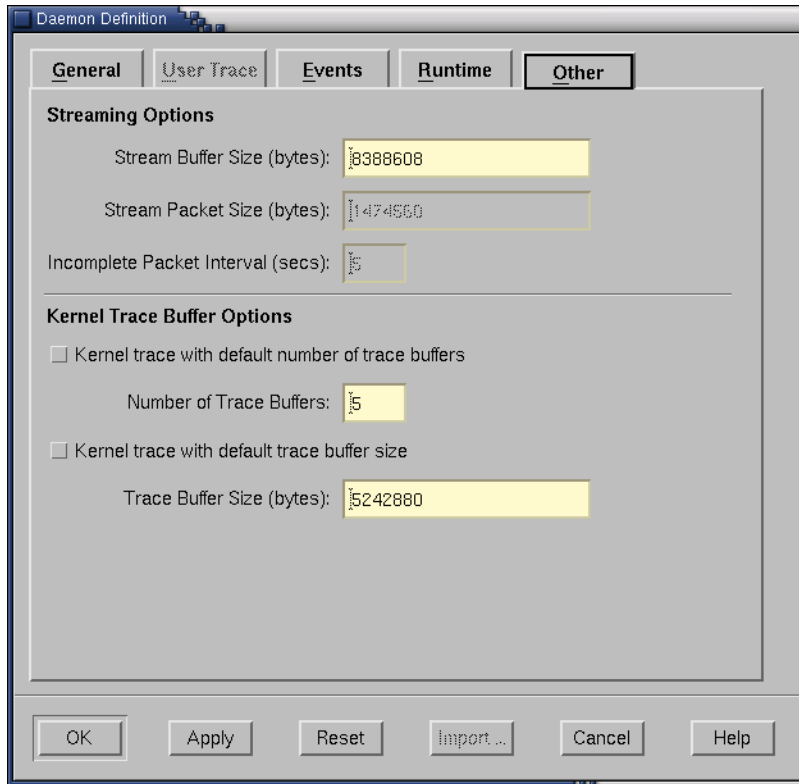 Daemon Definition
General User Trace Events Runtime Other
Streaming Options
Stream Buffer Size (bytes): 8388608
Stream Packet Size (bytes): 1474560
Incomplete Packet Interval (secs): 5
Kernel Trace Buffer Options
Kernel trace with default number of trace buffers
Number of Trace Buffers: 5
Kernel trace with default trace buffer size
Trace Buffer Size (bytes): 5242880
OK Apply Reset Import ... Cancel Help